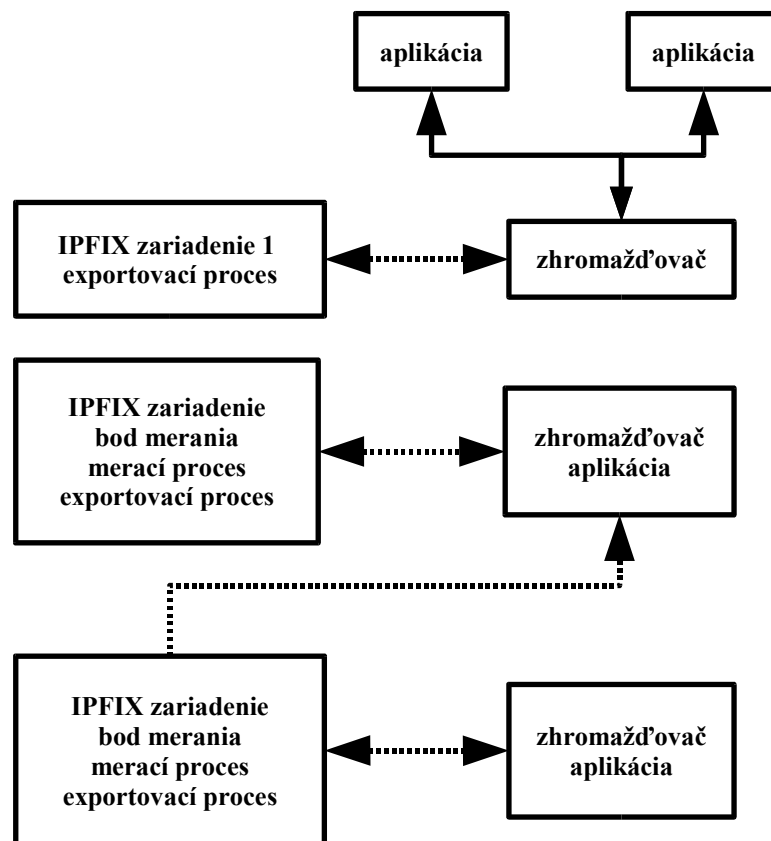 aplikácia
aplikácia
IPFIX zariadenie 1
exportovací proces
zhromažďovač
IPFIX zariadenie
bod merania
merací proces
exportovací proces
zhromažďovač
aplikácia
IPFIX zariadenie
bod merania
merací proces
exportovací proces
zhromažďovač
aplikácia